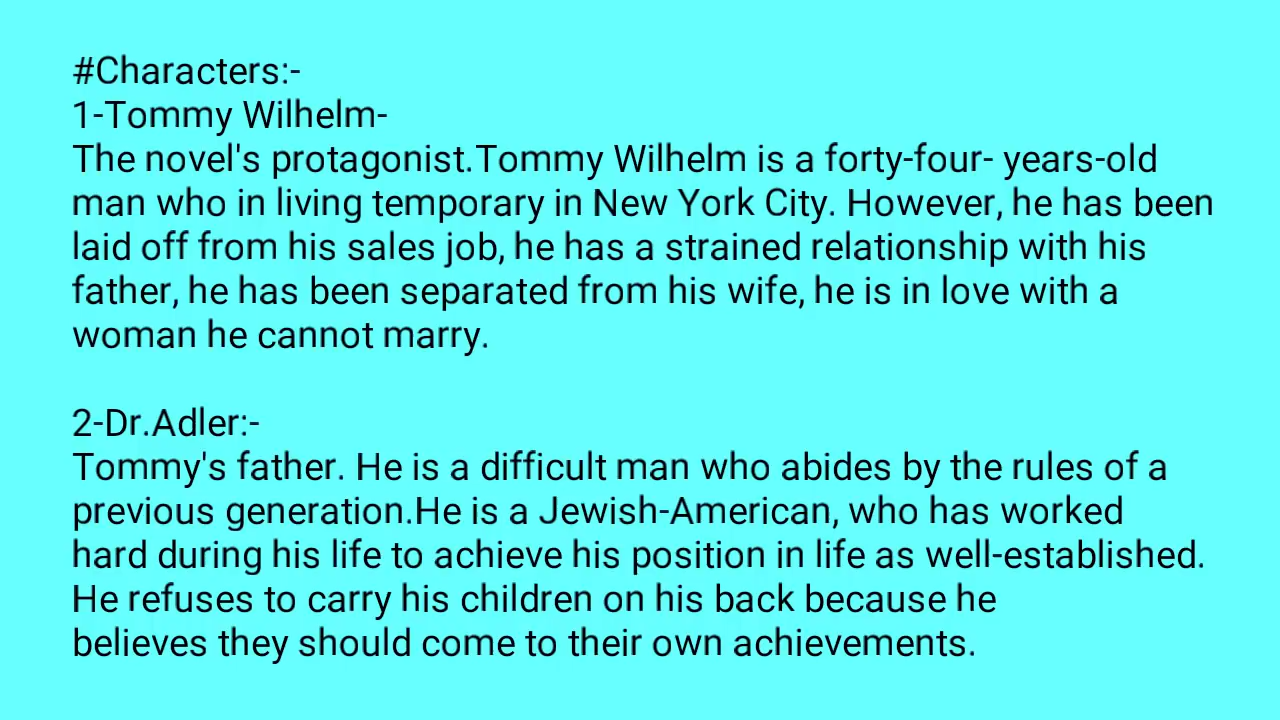 #Characters:-
1-Tommy Wilhelm-
The novel's protagonist.Tommy Wilhelm is a forty-four- years-old
man who in living temporary in New York City. However, he has been
laid off from his sales job, he has a strained relationship with his
father, he has been separated from his wife, he is in love with a
woman he cannot marry.
2-Dr.Adler:-
Tommy's father. He is a difficult man who abides by the rules of a
previous generation.He is a Jewish-American, who has worked
hard during his life to achieve his position in life as well-established.
He refuses to carry his children on his back because he
believes they should come to their own achievements.